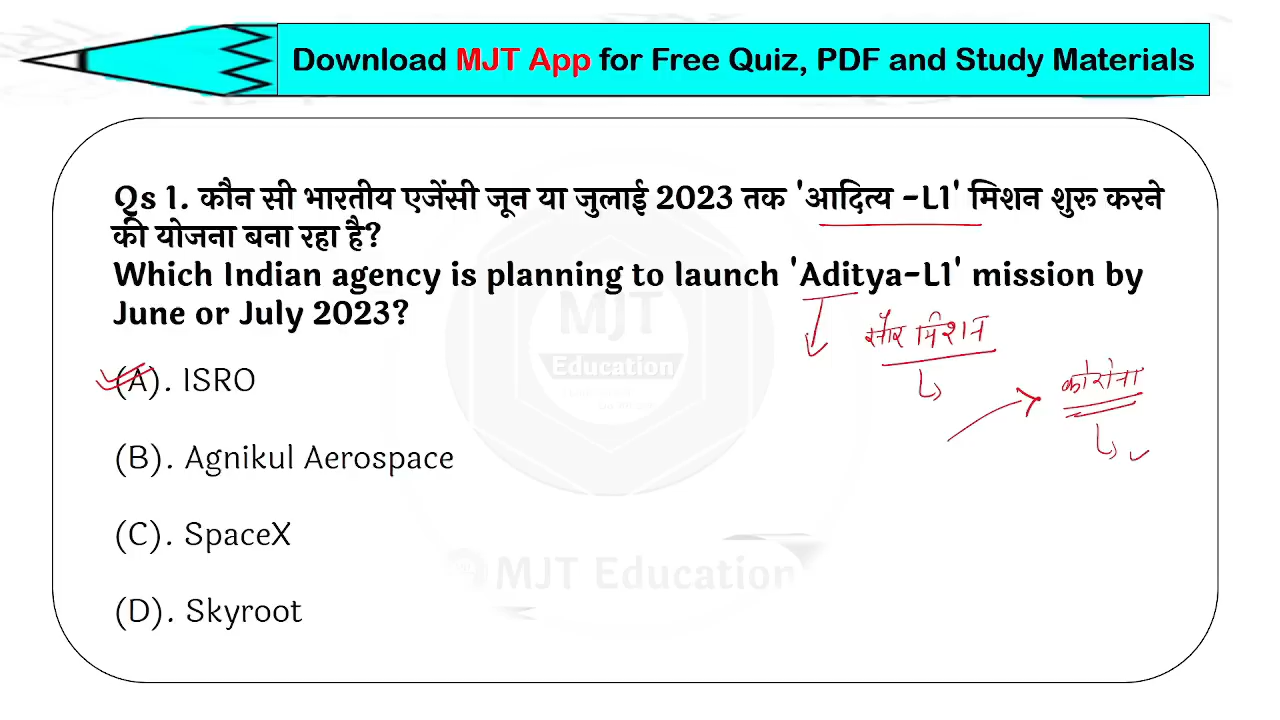 Download MJT App for Free Quiz, PDF and Study Materials
Qs 1. कौन सी भारतीय एजेंसी जून या जुलाई 2023 तक 'आदित्य -L1' मिशन शुरू करने
की योजना बना रहा है?
Which Indian agency is planning to launch 'Aditya-L1' mission by
June or July 2023?
सौर मिशन
कोरोना
(A). ISRO
(B). Agnikul Aerospace
(C). SpaceX
(D). Skyroot
MJT
Education
MJT Education